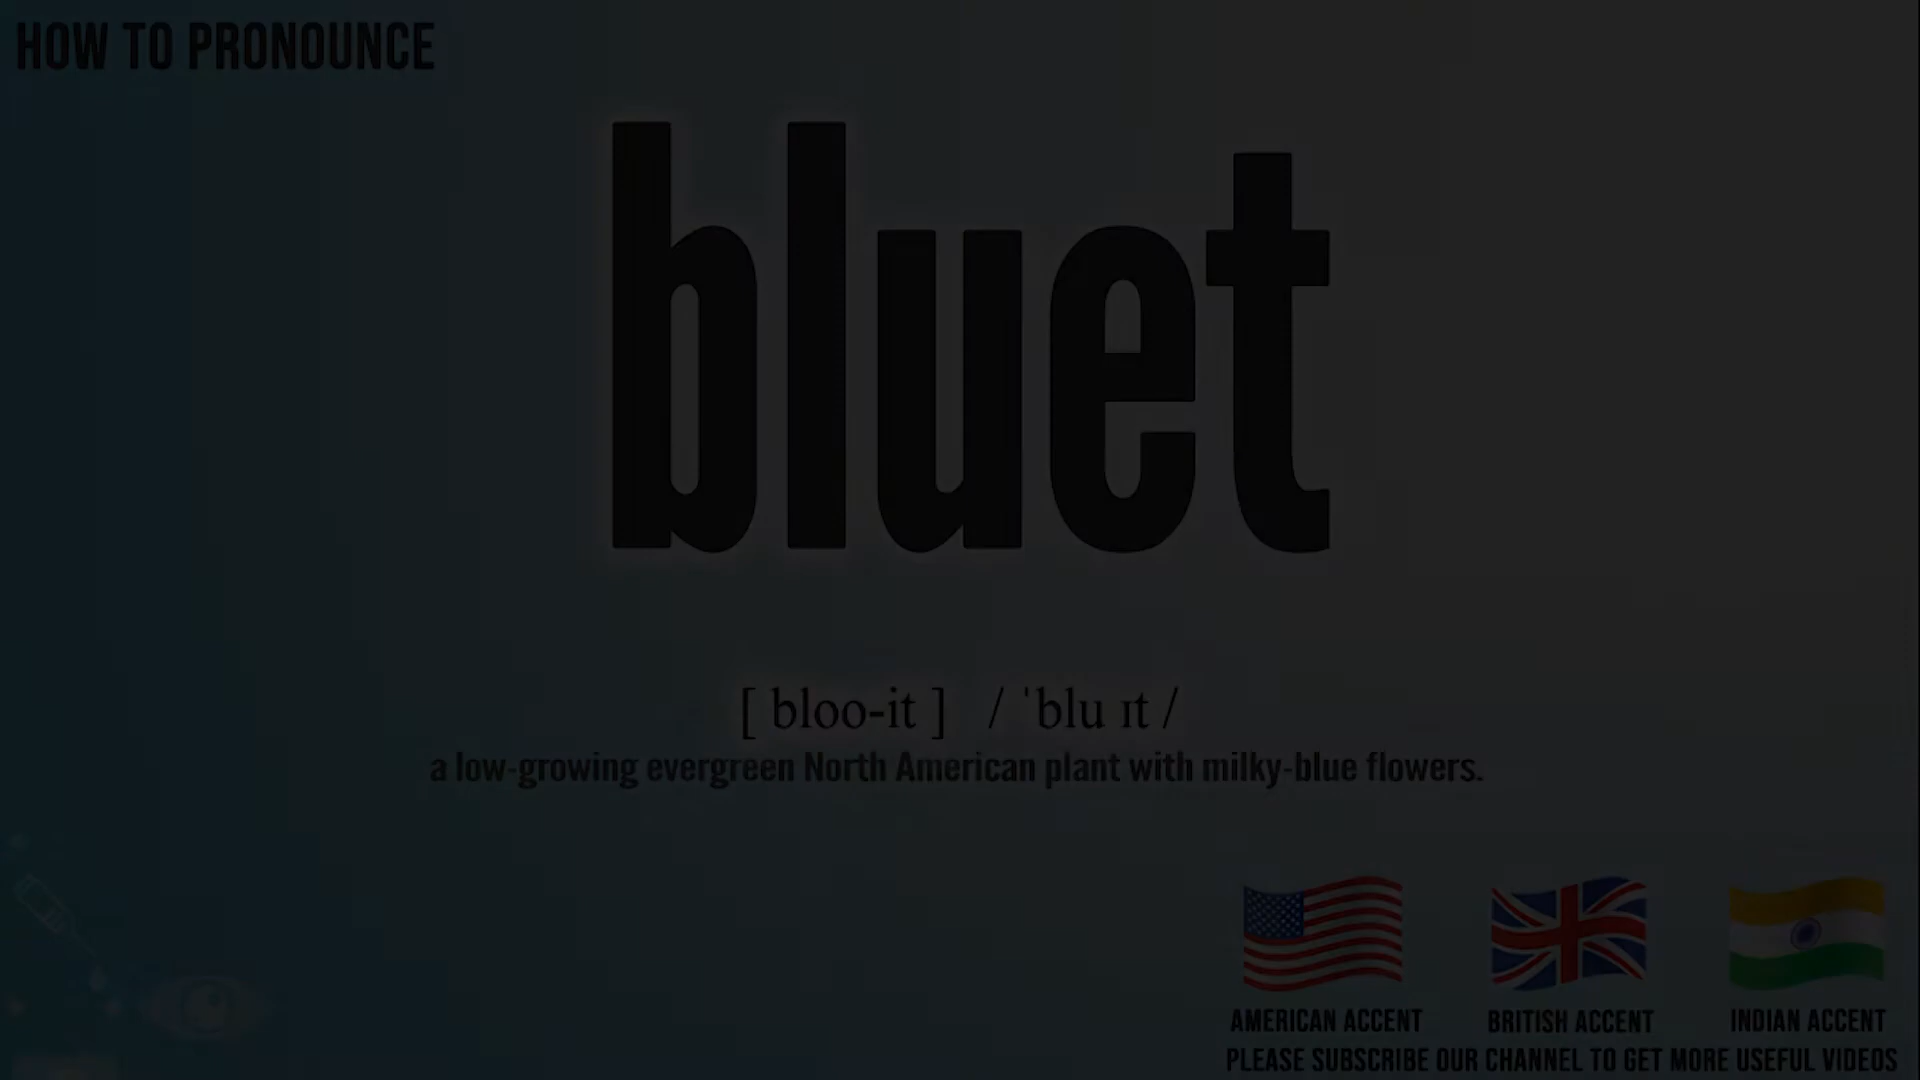 HOW TO PRONOUNCE
bluet
[ bloo-it ] / ˈblu ɪt /
a low-growing evergreen North American plant with milky-blue flowers.
AMERICAN ACCENT BRITISH ACCENT INDIAN ACCENT
PLEASE SUBSCRIBE OUR CHANNEL TO GET MORE USEFUL VIDEOS